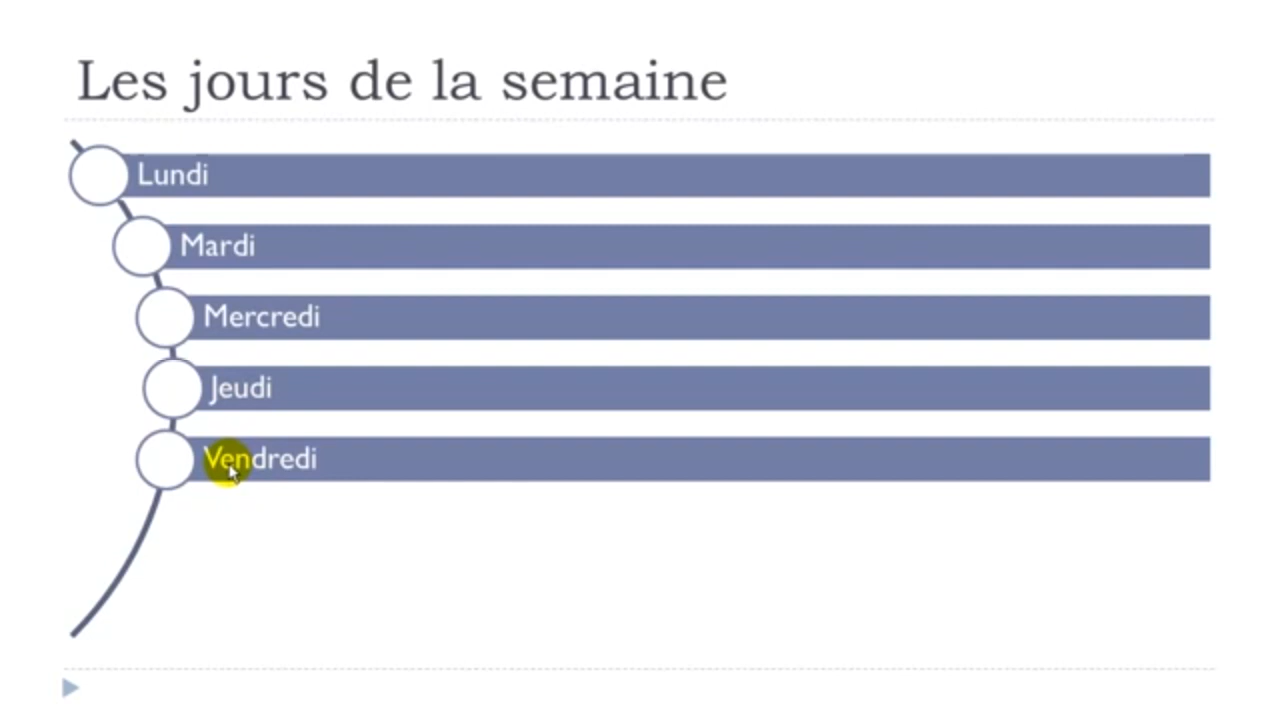 Les jours de la semaine
Lundi
Mardi
Mercredi
Jeudi
Vendredi